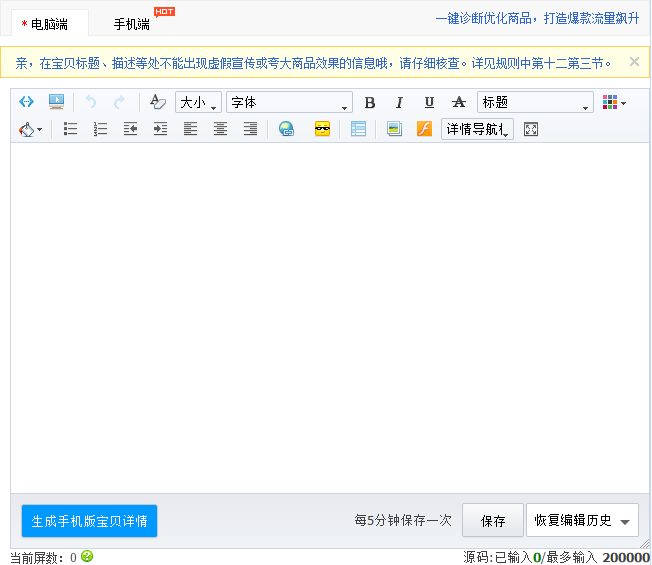 * 电脑端 手机端 HOT 一键诊断优化商品，打造爆款流量飙升
亲，在宝贝标题、描述等处不能出现虚假宣传或夸大商品效果的信息哦，请仔细核查。详见规则中第十二第三节。
大小 字体 B I U A 标题
详情导航
生成手机版宝贝详情 每5分钟保存一次 保存 恢复编辑历史
当前屏数：0 源码:已输入0/最多输入 200000